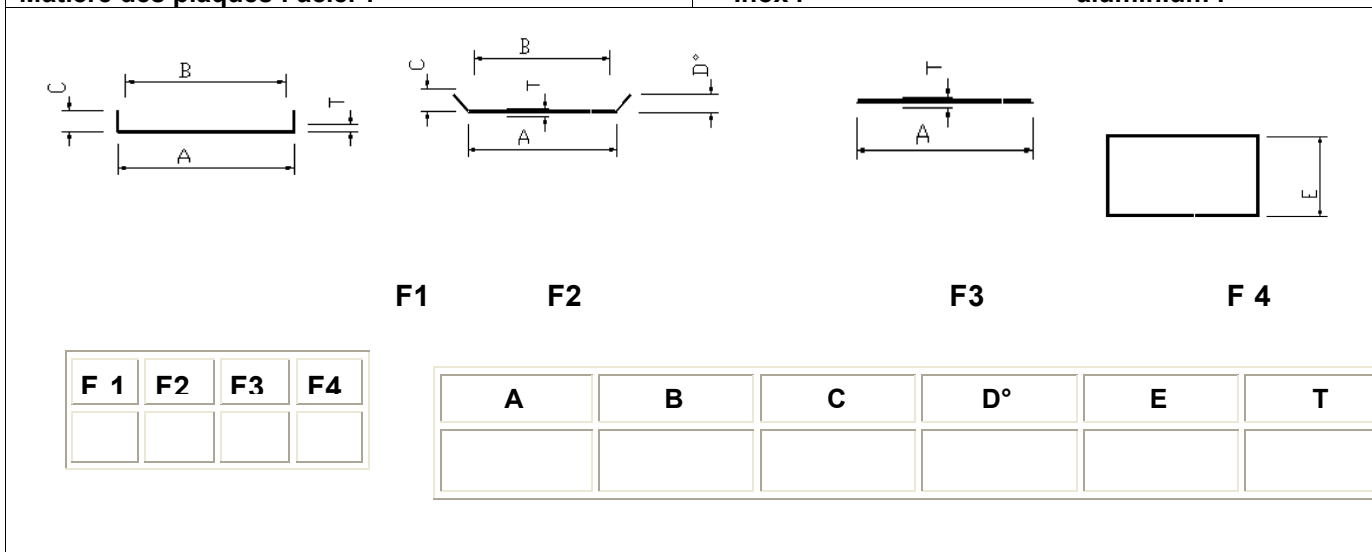 Matière des plaques : acier : inox : aluminium :
B
C
T
A
B
C
T
D°
A
T
A
E
F1 F2 F3 F 4
F 1 F2 F3 F4
A B C D° E T